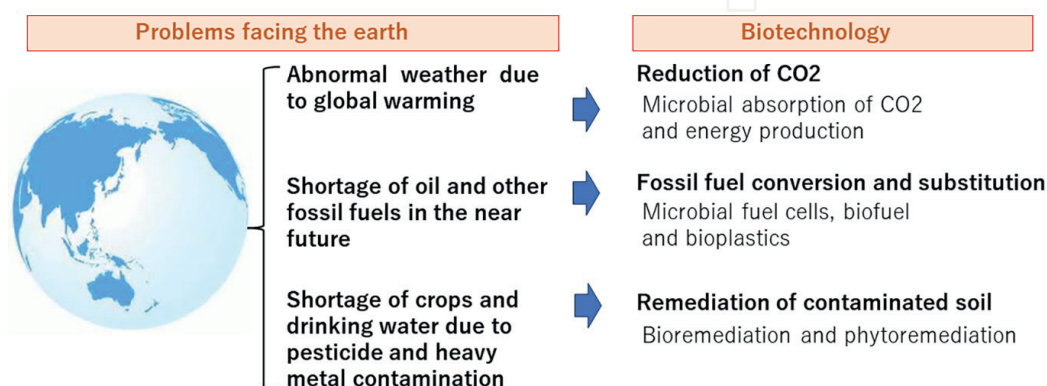 Problems facing the earth
Biotechnology
Abnormal weather due
to global warming
Reduction of CO2
Microbial absorption of CO2
and energy production
Shortage of oil and other
fossil fuels in the near
future
Fossil fuel conversion and substitution
Microbial fuel cells, biofuel
and bioplastics
Shortage of crops and
drinking water due to
pesticide and heavy
metal contamination
Remediation of contaminated soil
Bioremediation and phytoremediation